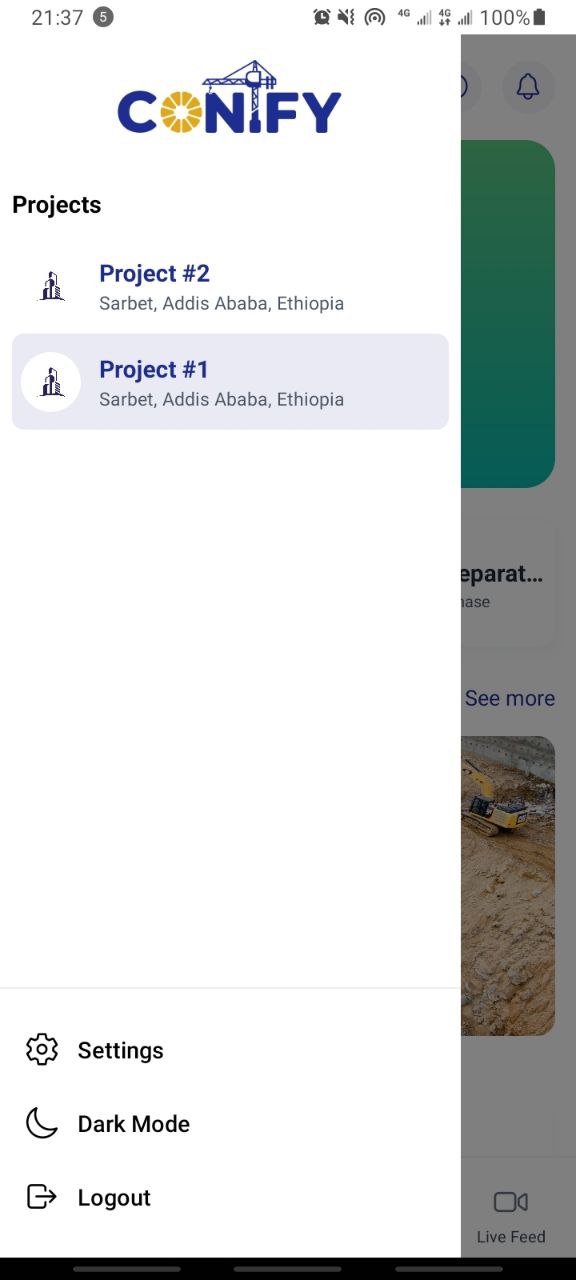 21:37 5 4G 4G 100%
CONIFY
Projects
Project #2
Sarbet, Addis Ababa, Ethiopia
Project #1
Sarbet, Addis Ababa, Ethiopia
eparat...
hase
See more
Settings
Dark Mode
Logout
Live Feed